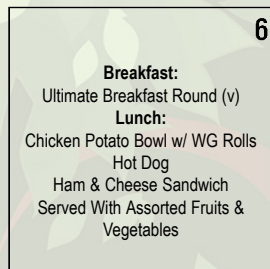 6
Breakfast:
Ultimate Breakfast Round (v)
Lunch:
Chicken Potato Bowl w/ WG Rolls
Hot Dog
Ham & Cheese Sandwich
Served With Assorted Fruits &
Vegetables